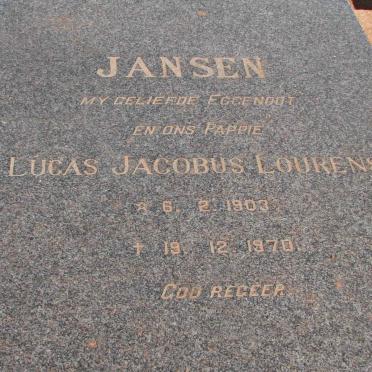 JANSEN
MY GELIEFDE EGGENOOT
EN ONS PAPPIE
LUCAS JACOBUS LOURENS
* 6. 2. 1903
† 19. 12. 1970.
GOD REGEER.